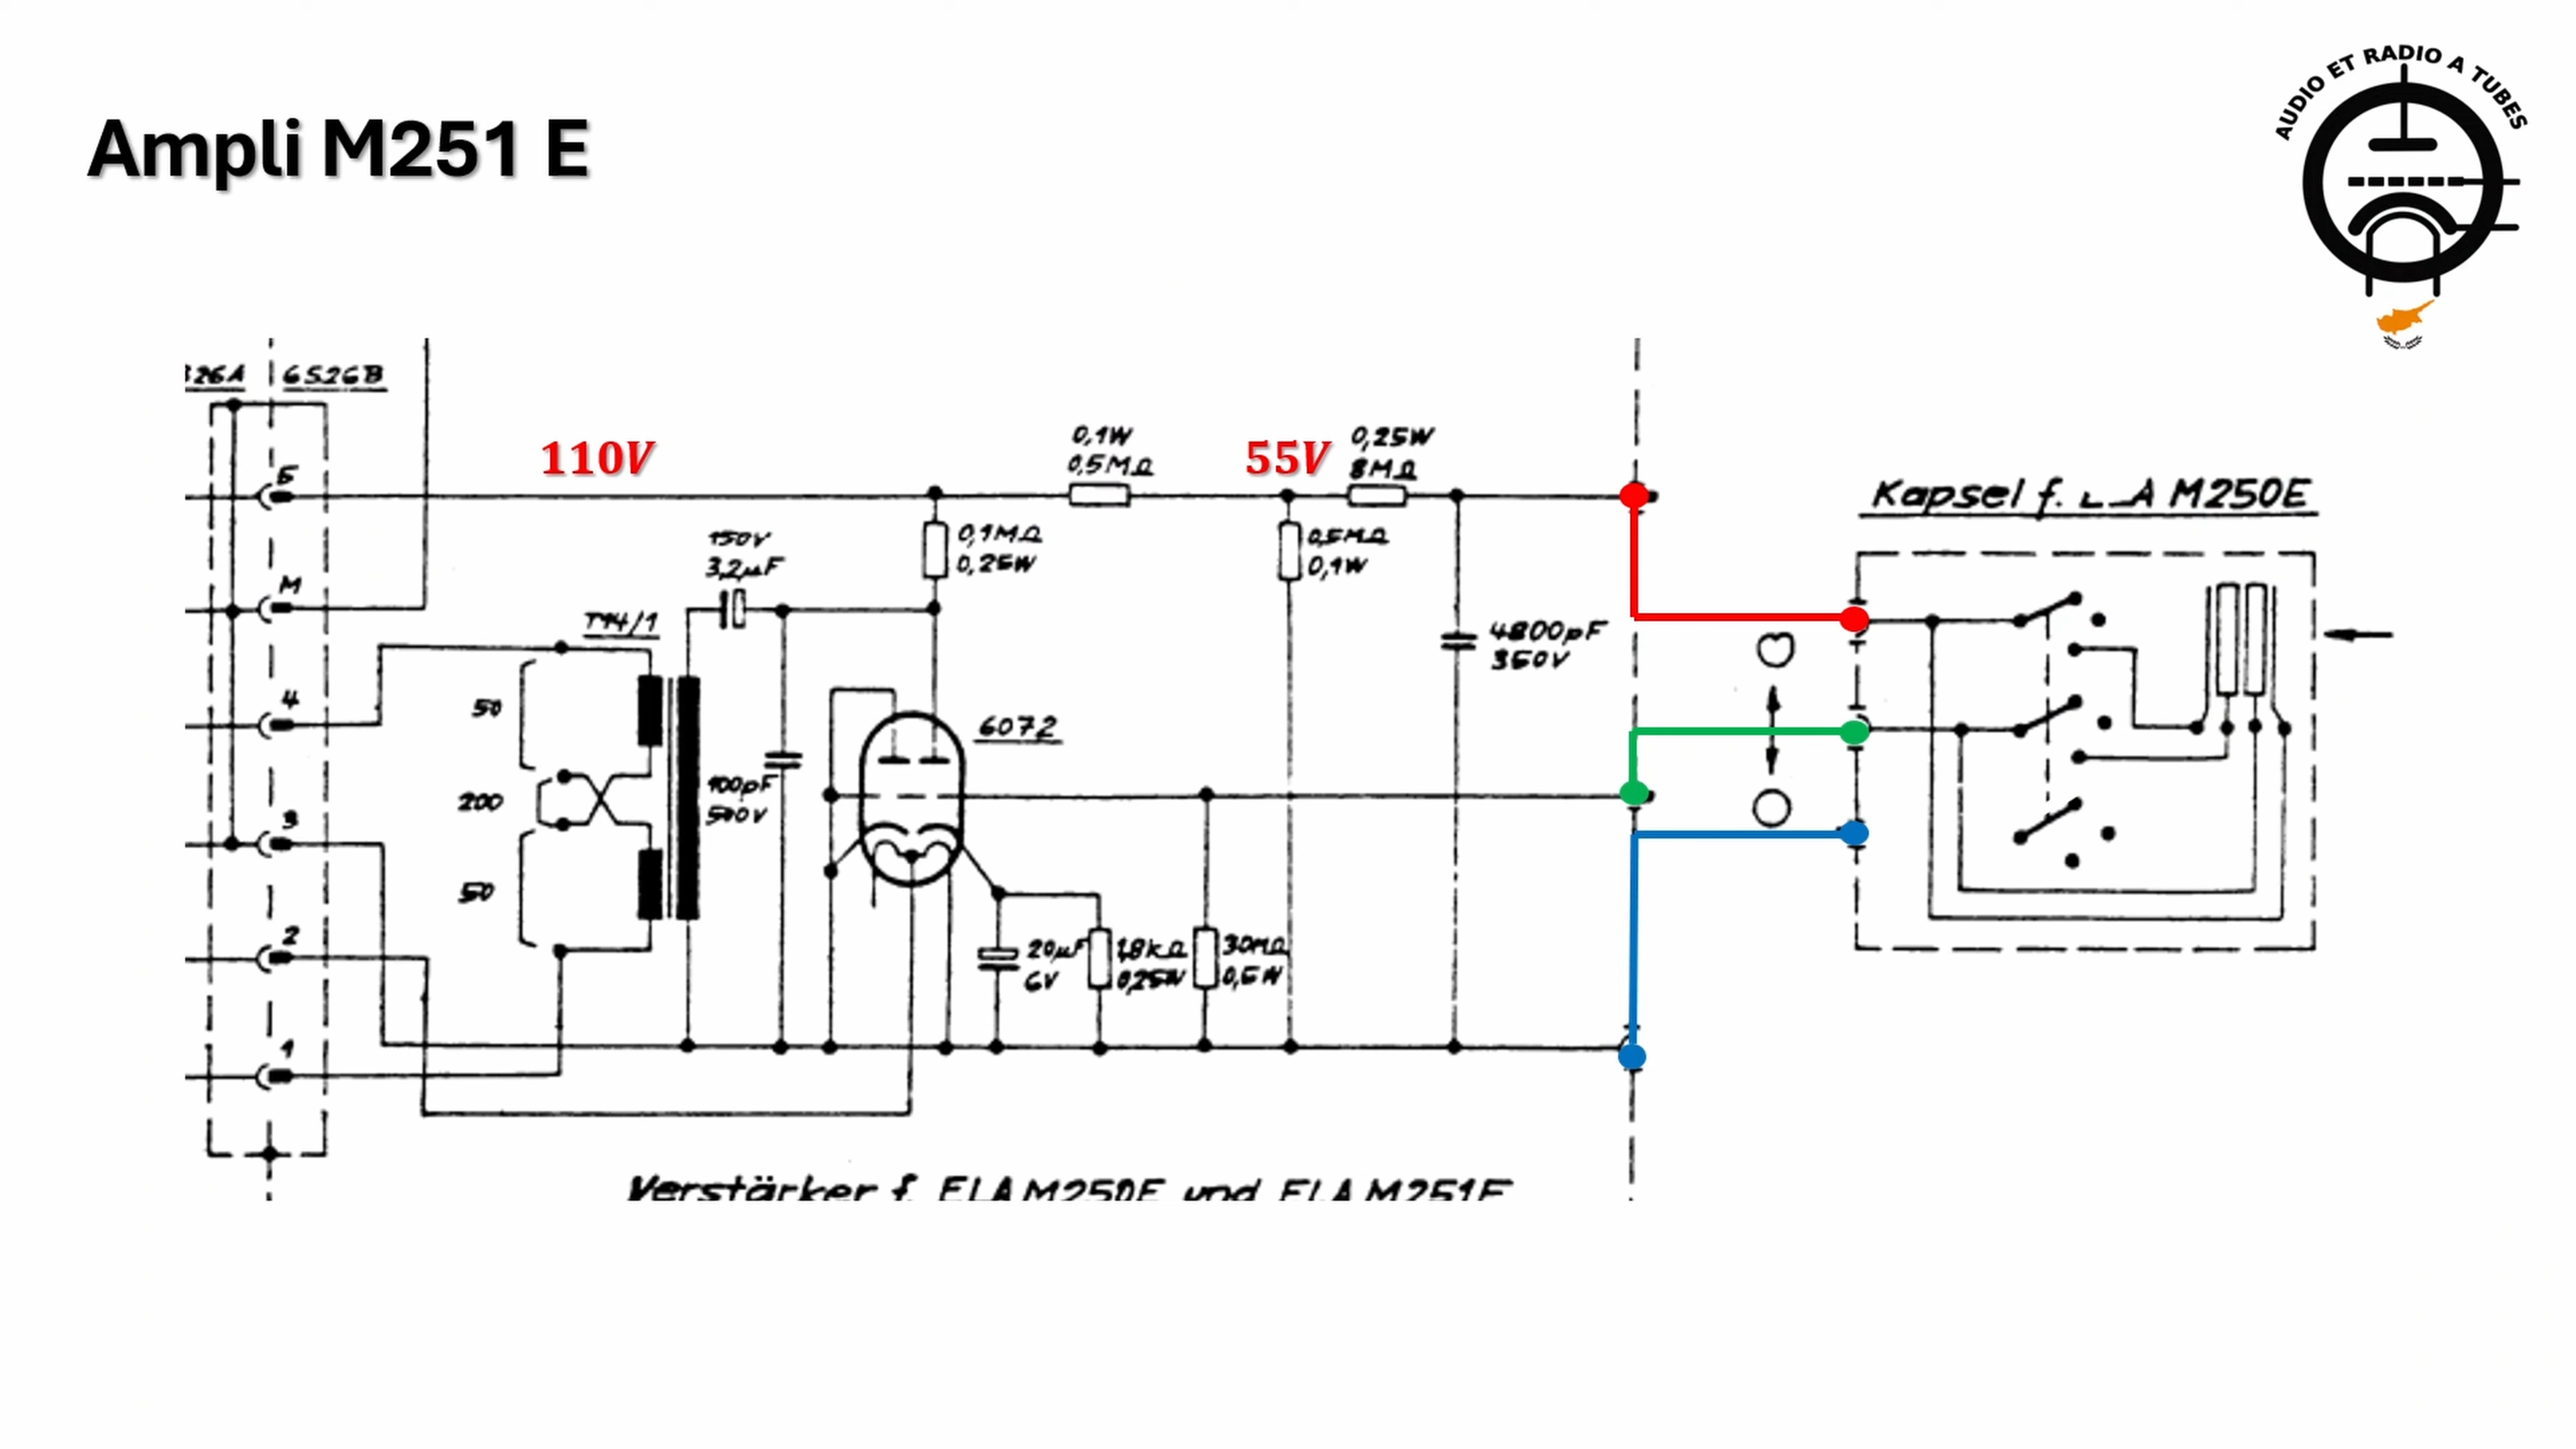 AUDIO ET RADIO A TUBES
Ampli M251 E
326A
6526B
110V
0,1W
0,5MΩ
55V
0,25W
8MΩ
Kapsel f. ELA M250E
5
0,1MΩ
0,25W
0,5MΩ
0,1W
150V
3,2µF
M
T14/1
4800pF
350V
4
50
6072
100pF
500V
200
3
50
2
20µF
6V
1,8kΩ
0,25W
30MΩ
0,5W
1
Verstärker f. ELA M250E und ELA M251E